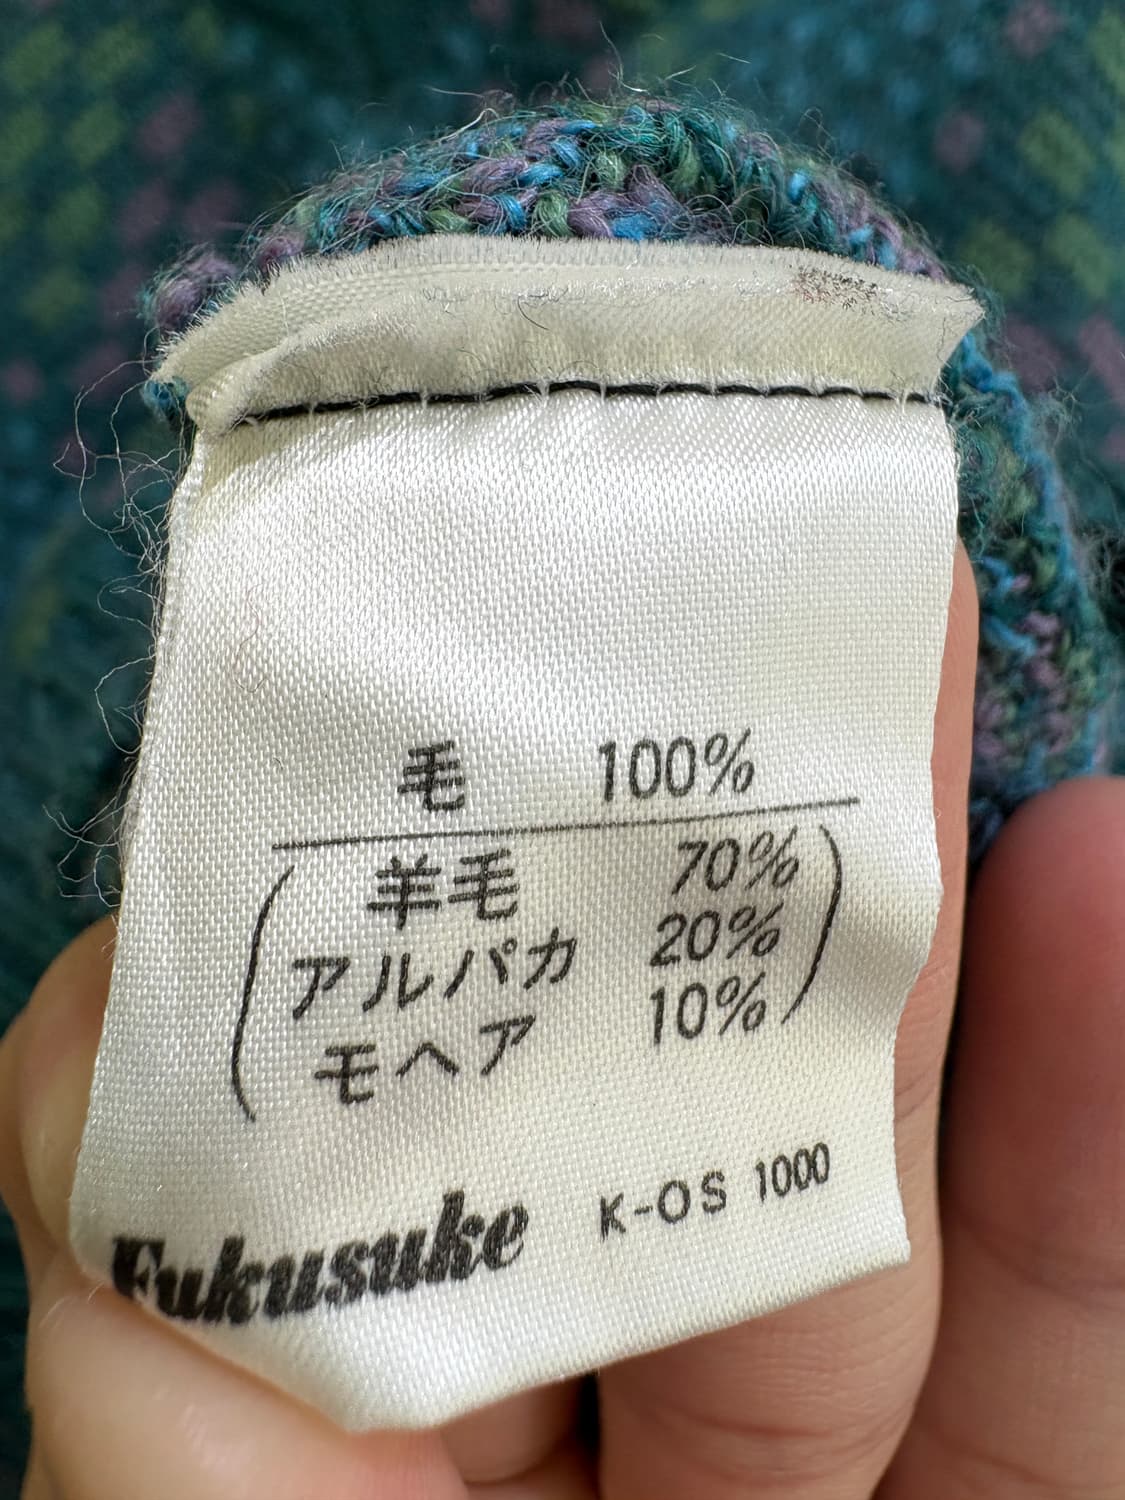 毛 100%
羊毛 70%
アルパカ 20%
モヘア 10%
Fukusuke K-OS 1000